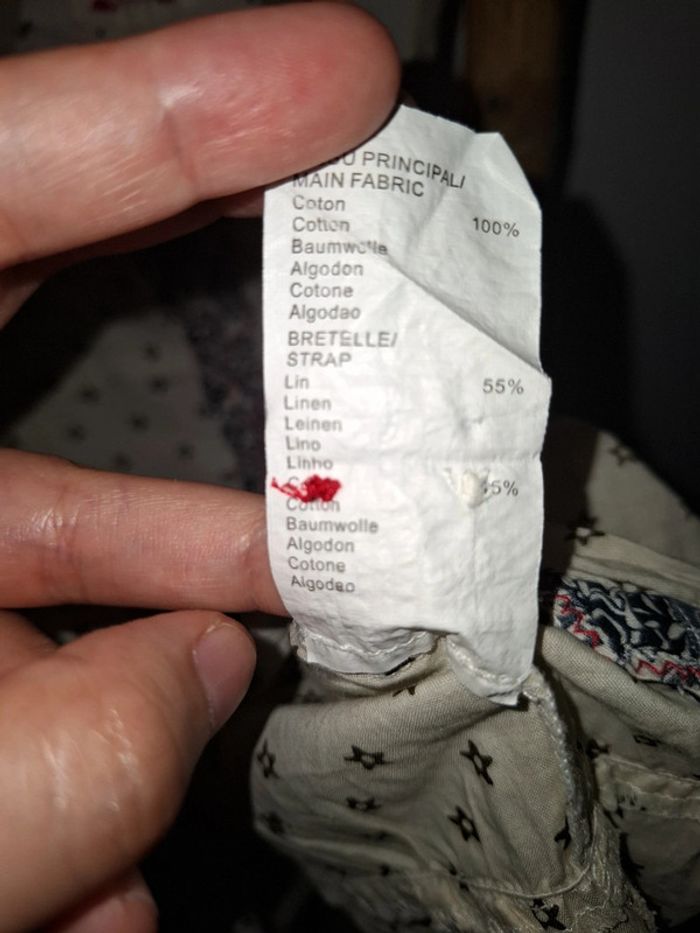 PRINCIPAL/
MAIN FABRIC
Coton
Cotton 100%
Baumwolle
Algodon
Cotone
Algodao
BRETELLE/
STRAP
Lin 55%
Linen
Leinen
Lino
Linho
Cotton
Baumwolle
Algodon
Cotone
Algodao